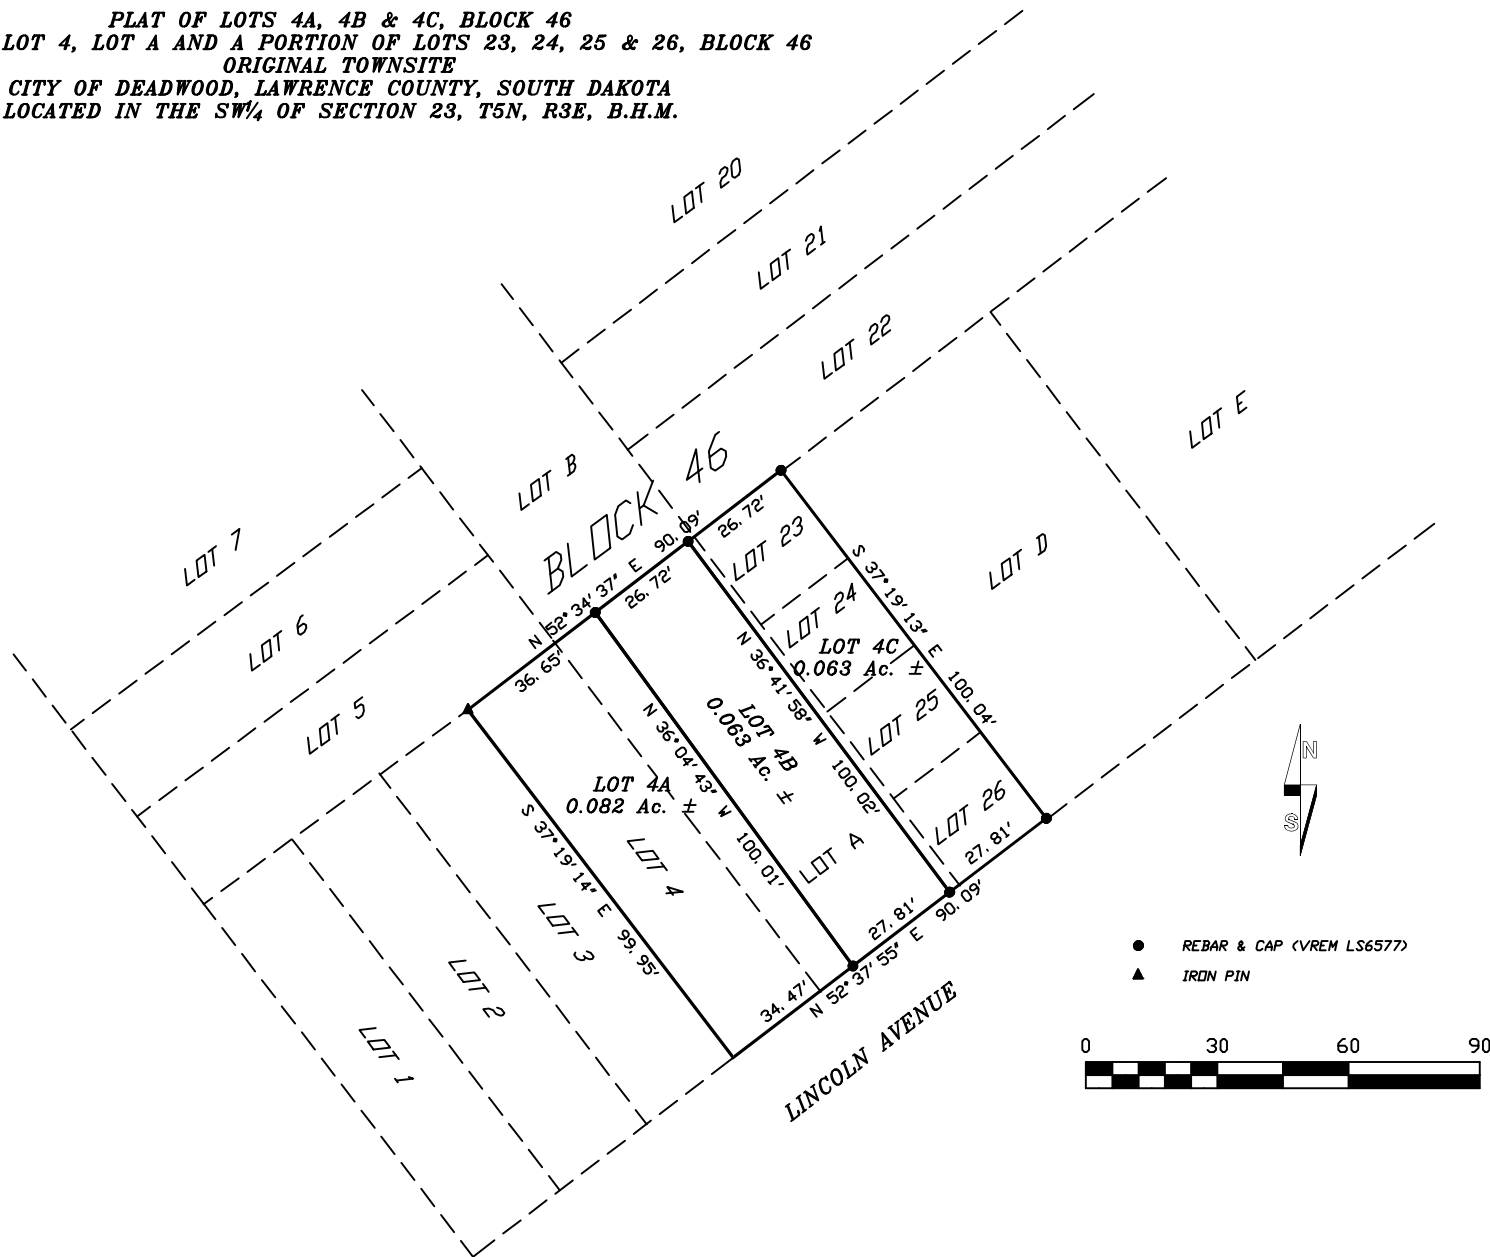 PLAT OF LOTS 4A, 4B & 4C, BLOCK 46
LOT 4, LOT A AND A PORTION OF LOTS 23, 24, 25 & 26, BLOCK 46
ORIGINAL TOWNSITE
CITY OF DEADWOOD, LAWRENCE COUNTY, SOUTH DAKOTA
LOCATED IN THE SW¼ OF SECTION 23, T5N, R3E, B.H.M.
LOT 20
LOT 21
LOT 22
LOT E
LOT B
BLOCK 46
LOT 7
LOT 6
LOT 5
LOT D
N 52°34'37" E 90.09'
26.72'
26.72'
36.65'
LOT 23
LOT 24
LOT 4C
0.063 Ac. ±
LOT 25
LOT 26
S 37°19'13" E 100.04'
N 36°41'58" W 100.02'
LOT 4B
0.063 Ac. ±
LOT A
N 36°04'43" W 100.01'
LOT 4A
0.082 Ac. ±
LOT 4
S 37°19'14" E 99.95'
LOT 3
LOT 2
LOT 1
27.81'
27.81'
34.47'
N 52°37'55" E 90.09'
LINCOLN AVENUE
N
S
REBAR & CAP (VREM LS6577)
IRON PIN
0 30 60 90